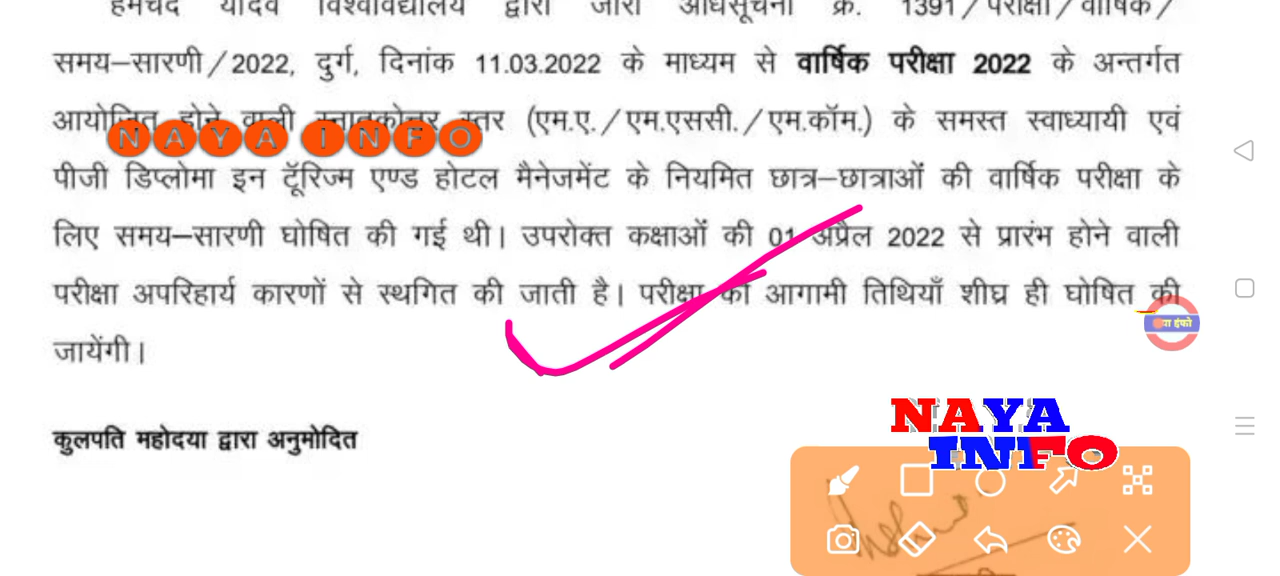 हेमचंद यादव विश्वविद्यालय द्वारा जारी अधिसूचना क्र. 1391/परीक्षा/वार्षिक/
समय–सारणी/2022, दुर्ग, दिनांक 11.03.2022 के माध्यम से वार्षिक परीक्षा 2022 के अन्तर्गत
आयोजित होने वाली स्नातकोत्तर स्तर (एम.ए./एम.एससी./एम.कॉम.) के समस्त स्वाध्यायी एवं
NAYA INFO
पीजी डिप्लोमा इन टूॅरिज्म एण्ड होटल मैनेजमेंट के नियमित छात्र–छात्राओं की वार्षिक परीक्षा के
लिए समय–सारणी घोषित की गई थी। उपरोक्त कक्षाओं की 01 अप्रैल 2022 से प्रारंभ होने वाली
परीक्षा अपरिहार्य कारणों से स्थगित की जाती है। परीक्षा की आगामी तिथियाँ शीघ्र ही घोषित की
इंफो
जायेंगी।
NAYA
INFO
कुलपति महोदया द्वारा अनुमोदित